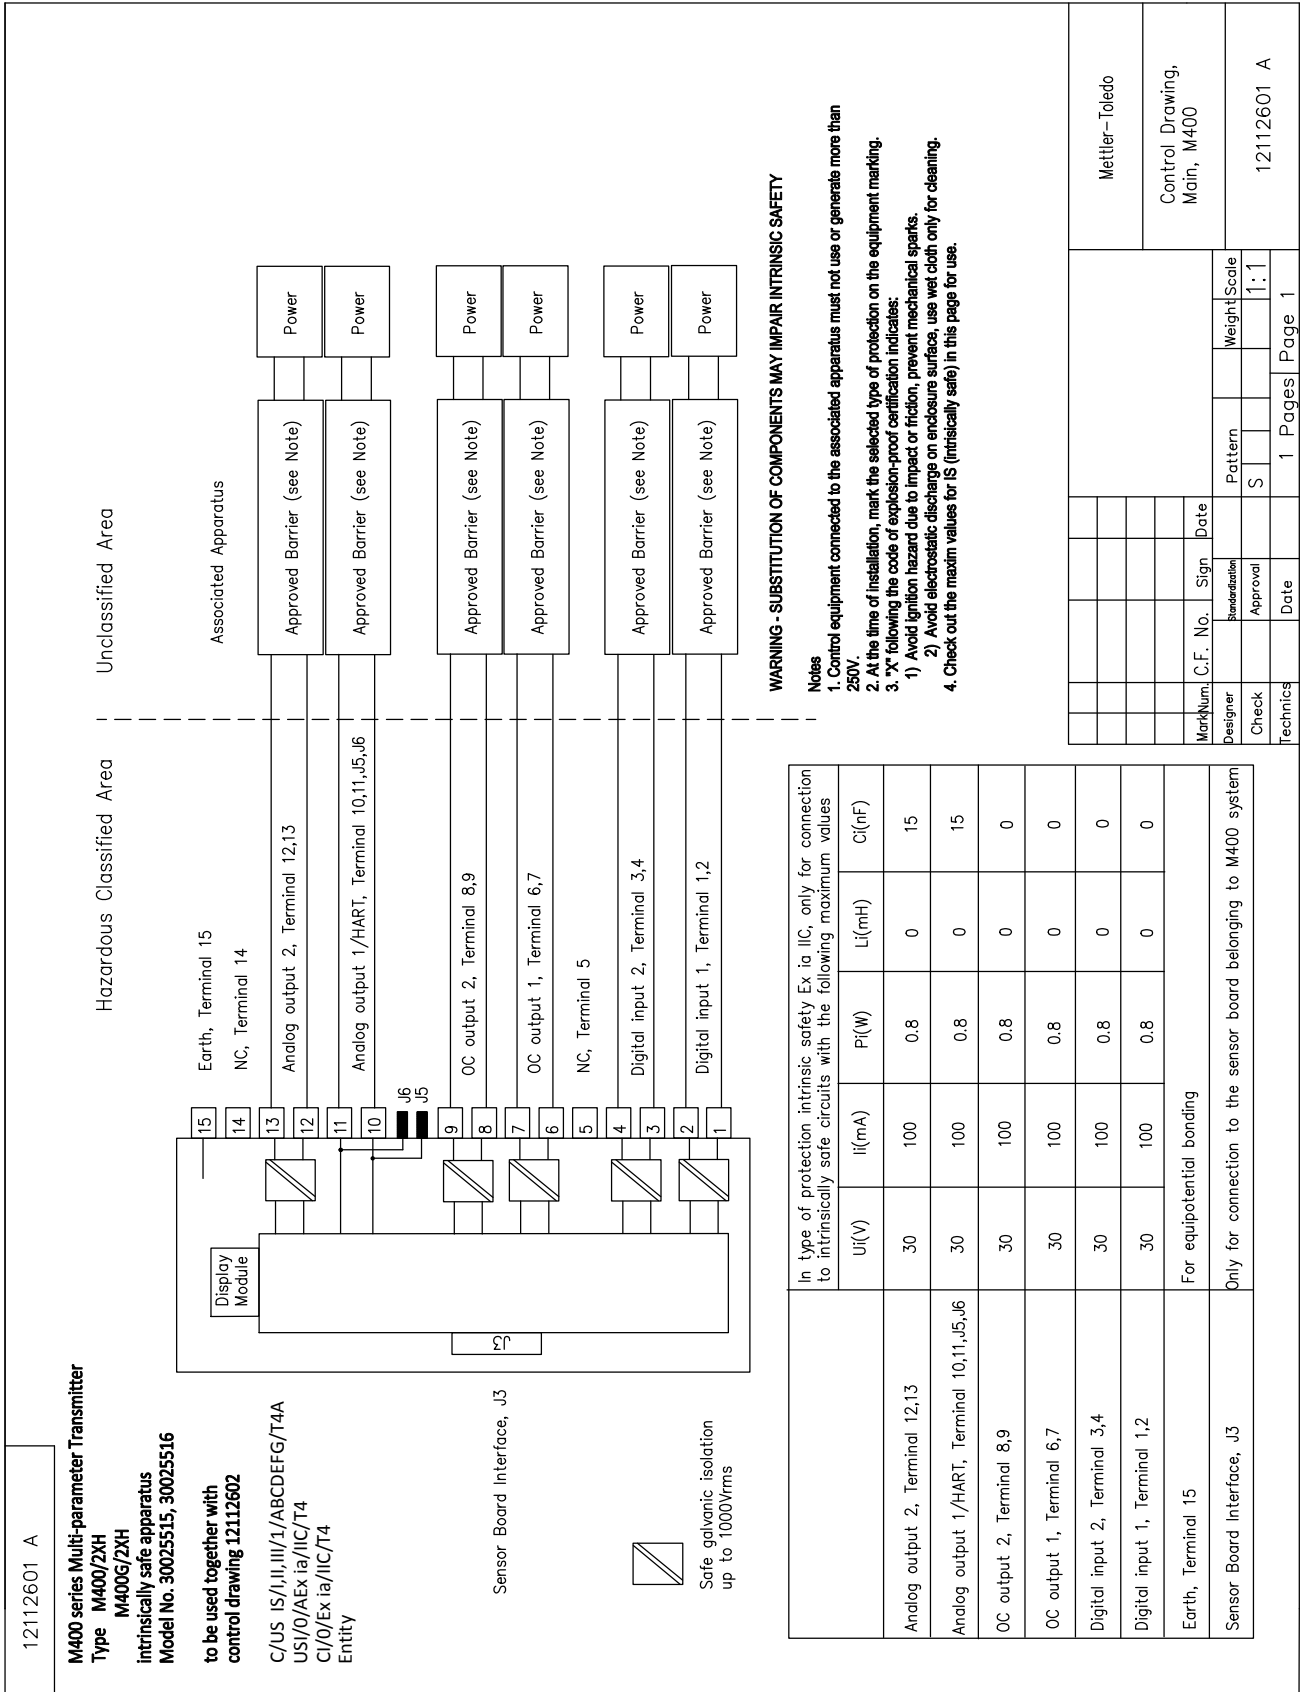 12112601 A
M400 series Multi-parameter Transmitter
Type M400/2XH
M400G/2XH
intrinsically safe apparatus
Model No. 30025515, 30025516
to be used together with
control drawing 12112602
C/US IS/I,II,III/1/ABCDEFG/T4A
USI/0/AEx ia/IIC/T4
CI/0/Ex ia/IIC/T4
Entity
Hazardous Classified Area
Unclassified Area
Associated Apparatus
Display
Module
J3
Sensor Board Interface, J3
Safe galvanic isolation
up to 1000Vrms
15
Earth, Terminal 15
14
NC, Terminal 14
13
12
Analog output 2, Terminal 12,13
Approved Barrier (see Note)
Power
11
10
Analog output 1/HART, Terminal 10,11,J5,J6
Approved Barrier (see Note)
Power
J6
J5
9
8
OC output 2, Terminal 8,9
Approved Barrier (see Note)
Power
7
6
OC output 1, Terminal 6,7
Approved Barrier (see Note)
Power
5
NC, Terminal 5
4
3
Digital input 2, Terminal 3,4
Approved Barrier (see Note)
Power
2
1
Digital input 1, Terminal 1,2
Approved Barrier (see Note)
Power
WARNING - SUBSTITUTION OF COMPONENTS MAY IMPAIR INTRINSIC SAFETY
Notes
1. Control equipment connected to the associated apparatus must not use or generate more than
250V.
2. At the time of installation, mark the selected type of protection on the equipment marking.
3. "X" following the code of explosion-proof certification indicates:
1) Avoid ignition hazard due to impact or friction, prevent mechanical sparks.
2) Avoid electrostatic discharge on enclosure surface, use wet cloth only for cleaning.
4. Check out the maxim values for IS (intrisically safe) in this page for use.
In type of protection intrinsic safety Ex ia IIC, only for connection
to intrinsically safe circuits with the following maximum values
Ui(V) Ii(mA) Pi(W) Li(mH) Ci(nF)
Analog output 2, Terminal 12,13 30 100 0.8 0 15
Analog output 1/HART, Terminal 10,11,J5,J6 30 100 0.8 0 15
OC output 2, Terminal 8,9 30 100 0.8 0 0
OC output 1, Terminal 6,7 30 100 0.8 0 0
Digital input 2, Terminal 3,4 30 100 0.8 0 0
Digital input 1, Terminal 1,2 30 100 0.8 0 0
Earth, Terminal 15 For equipotential bonding
Sensor Board Interface, J3 Only for connection to the sensor board belonging to M400 system
Mark Num. C.F. No. Sign Date
Designer Standardization Pattern Weight Scale
Check Approval S 1:1
Technics Date 1 Pages Page 1
Mettler-Toledo
Control Drawing,
Main, M400
12112601 A